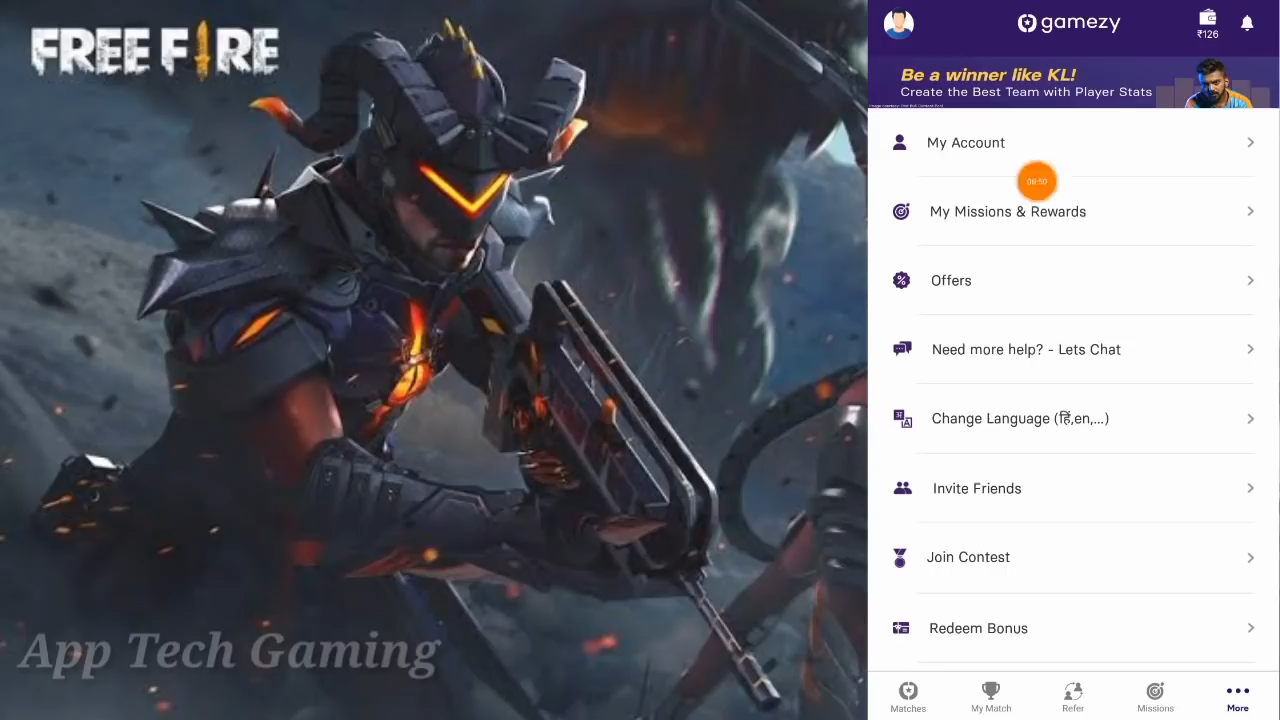 FREE FIRE
App Tech Gaming
gamezy
₹126
Be a winner like KL!
Create the Best Team with Player Stats
My Account
My Missions & Rewards
Offers
Need more help? - Lets Chat
Change Language (हिं,en,...)
Invite Friends
Join Contest
Redeem Bonus
Matches
My Match
Refer
Missions
More